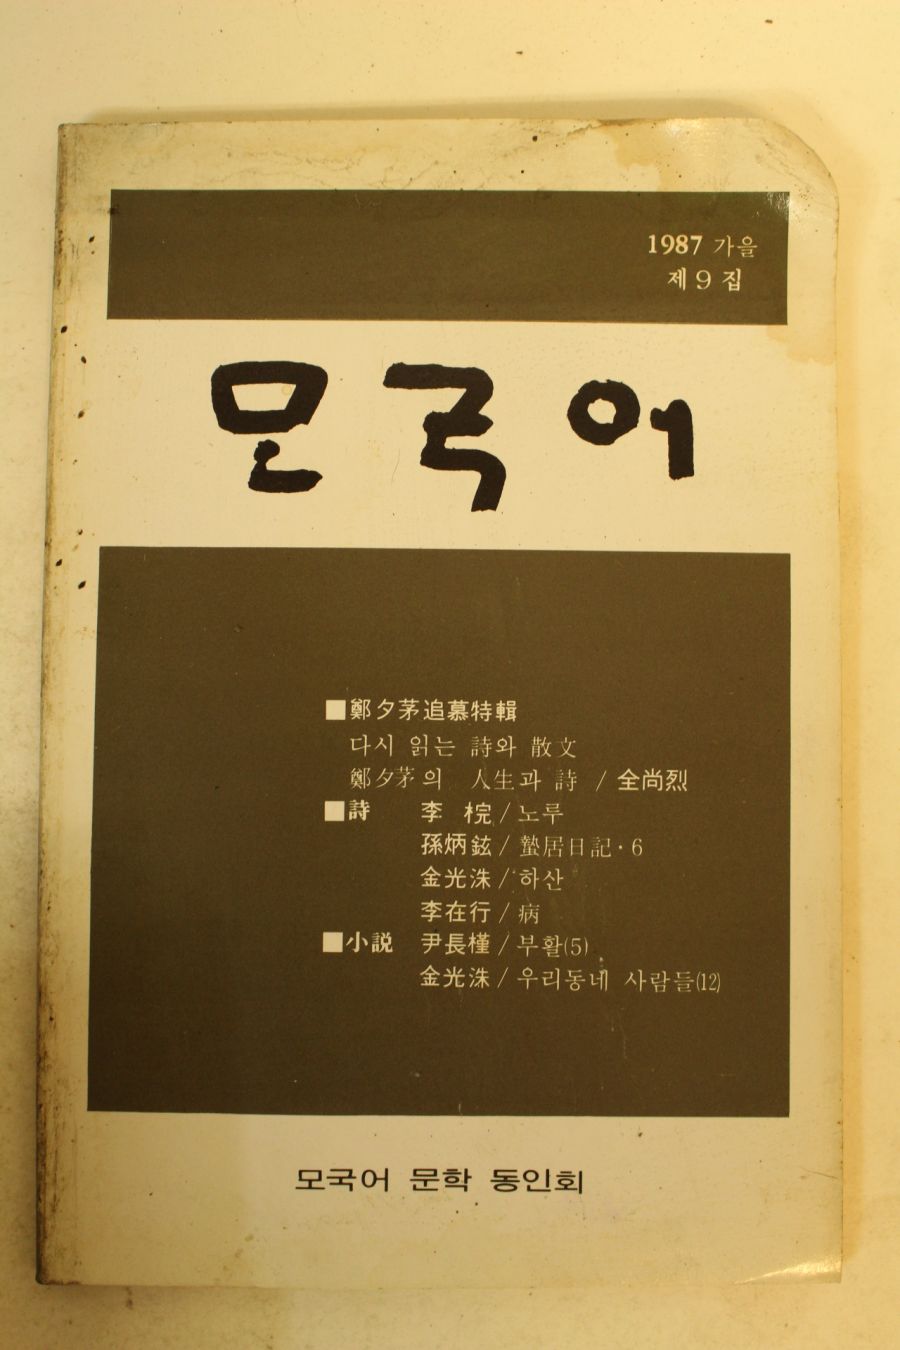 1987 가을
제 9 집
모국어
■鄭夕茅追慕特輯
다시 읽는 詩와 散文
鄭夕茅의 人生과 詩 / 全尚烈
■詩 李 梡 / 노루
孫炳鉉 / 蟄居日記·6
金光洙 / 하산
李在行 / 病
■小説 尹長槿 / 부활(5)
金光洙 / 우리동네 사람들(12)
모국어 문학 동인회